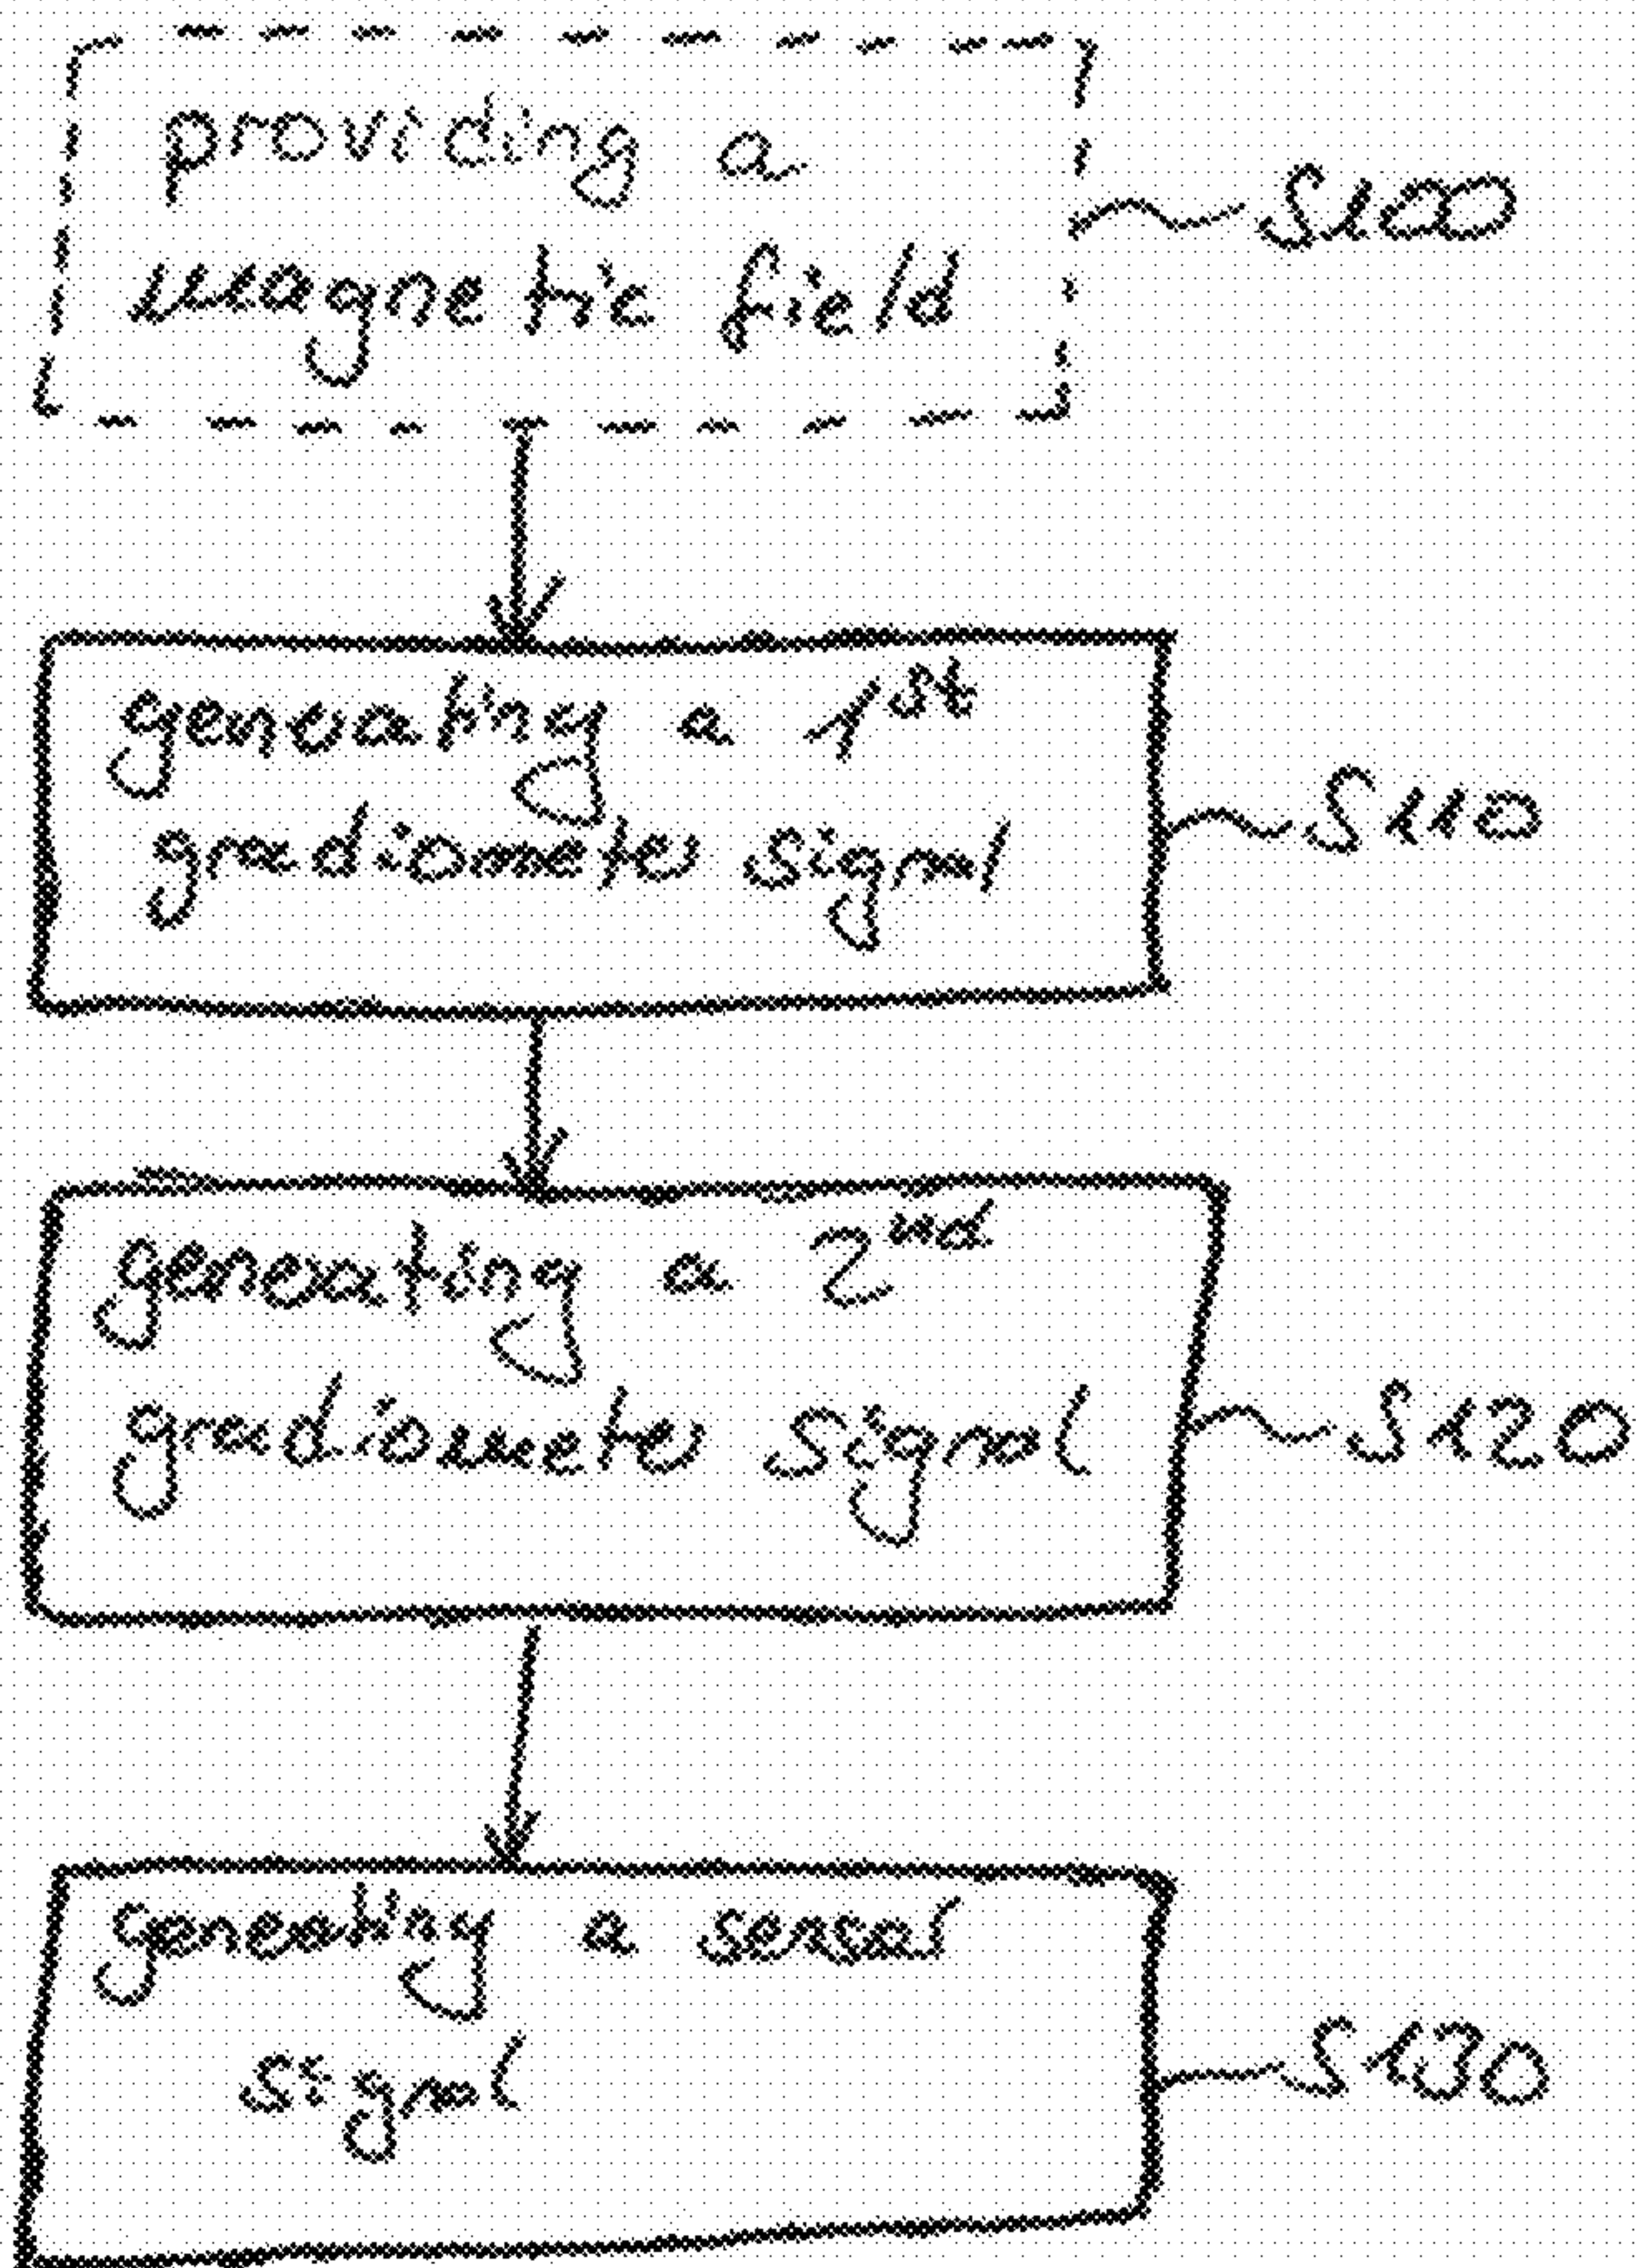 providing a
magnetic field
S100
generating a 1st
gradiometer signal
S110
generating a 2nd
gradiometer signal
S120
generating a sensor
signal
S130